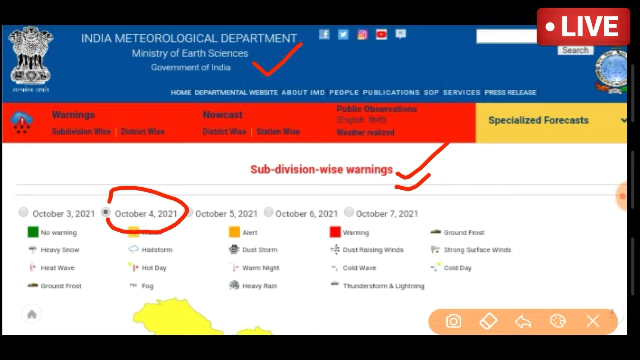 LIVE
INDIA METEOROLOGICAL DEPARTMENT
Ministry of Earth Sciences
Government of India
Search
HOME DEPARTMENTAL WEBSITE ABOUT IMD PEOPLE PUBLICATIONS SOP SERVICES PRESS RELEASE
Warnings
Subdivision Wise | District Wise
Nowcast
District Wise | Station Wise
Public Observations
(English, हिन्दी)
Weather realized
Specialized Forecasts
Sub-division-wise warnings
October 3, 2021 October 4, 2021 October 5, 2021 October 6, 2021 October 7, 2021
No warning Alert Warning Ground Frost
Heavy Snow Hailstorm Dust Storm Dust Raising Winds Strong Surface Winds
Heat Wave Hot Day Warm Night Cold Wave Cold Day
Ground Frost Fog Heavy Rain Thunderstorm & Lightning